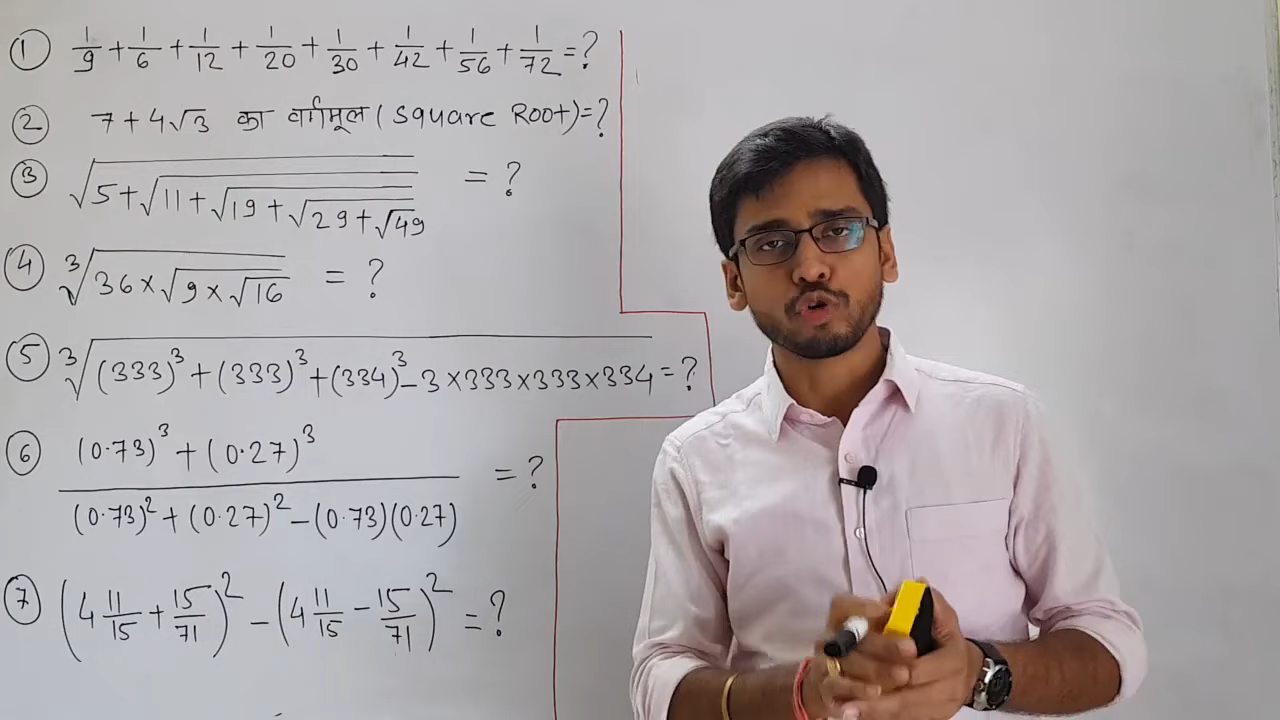 ① 1/9 + 1/6 + 1/12 + 1/20 + 1/30 + 1/42 + 1/56 + 1/72 = ?
② 7 + 4√3 का वर्गमूल (Square Root) = ?
③ √(5 + √(11 + √(19 + √(29 + √49)))) = ?
④ ³√(36 × √(9 × √16)) = ?
⑤ ³√((333)³ + (333)³ + (334)³ - 3 × 333 × 333 × 334) = ?
⑥ ((0.73)³ + (0.27)³) / ((0.73)² + (0.27)² - (0.73)(0.27)) = ?
⑦ (4 11/15 + 15/71)² - (4 11/15 - 15/71)² = ?